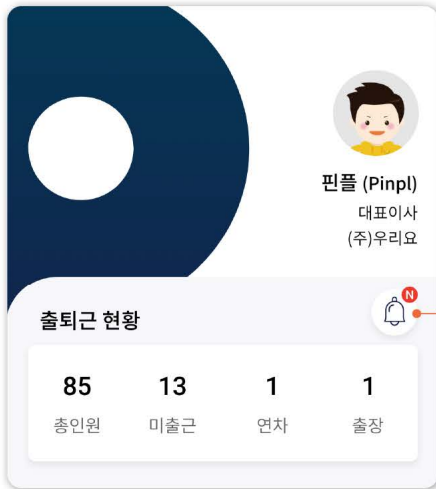 핀플 (Pinpl)
대표이사
(주)우리요
출퇴근 현황
N
85 13 1 1
총인원 미출근 연차 출장